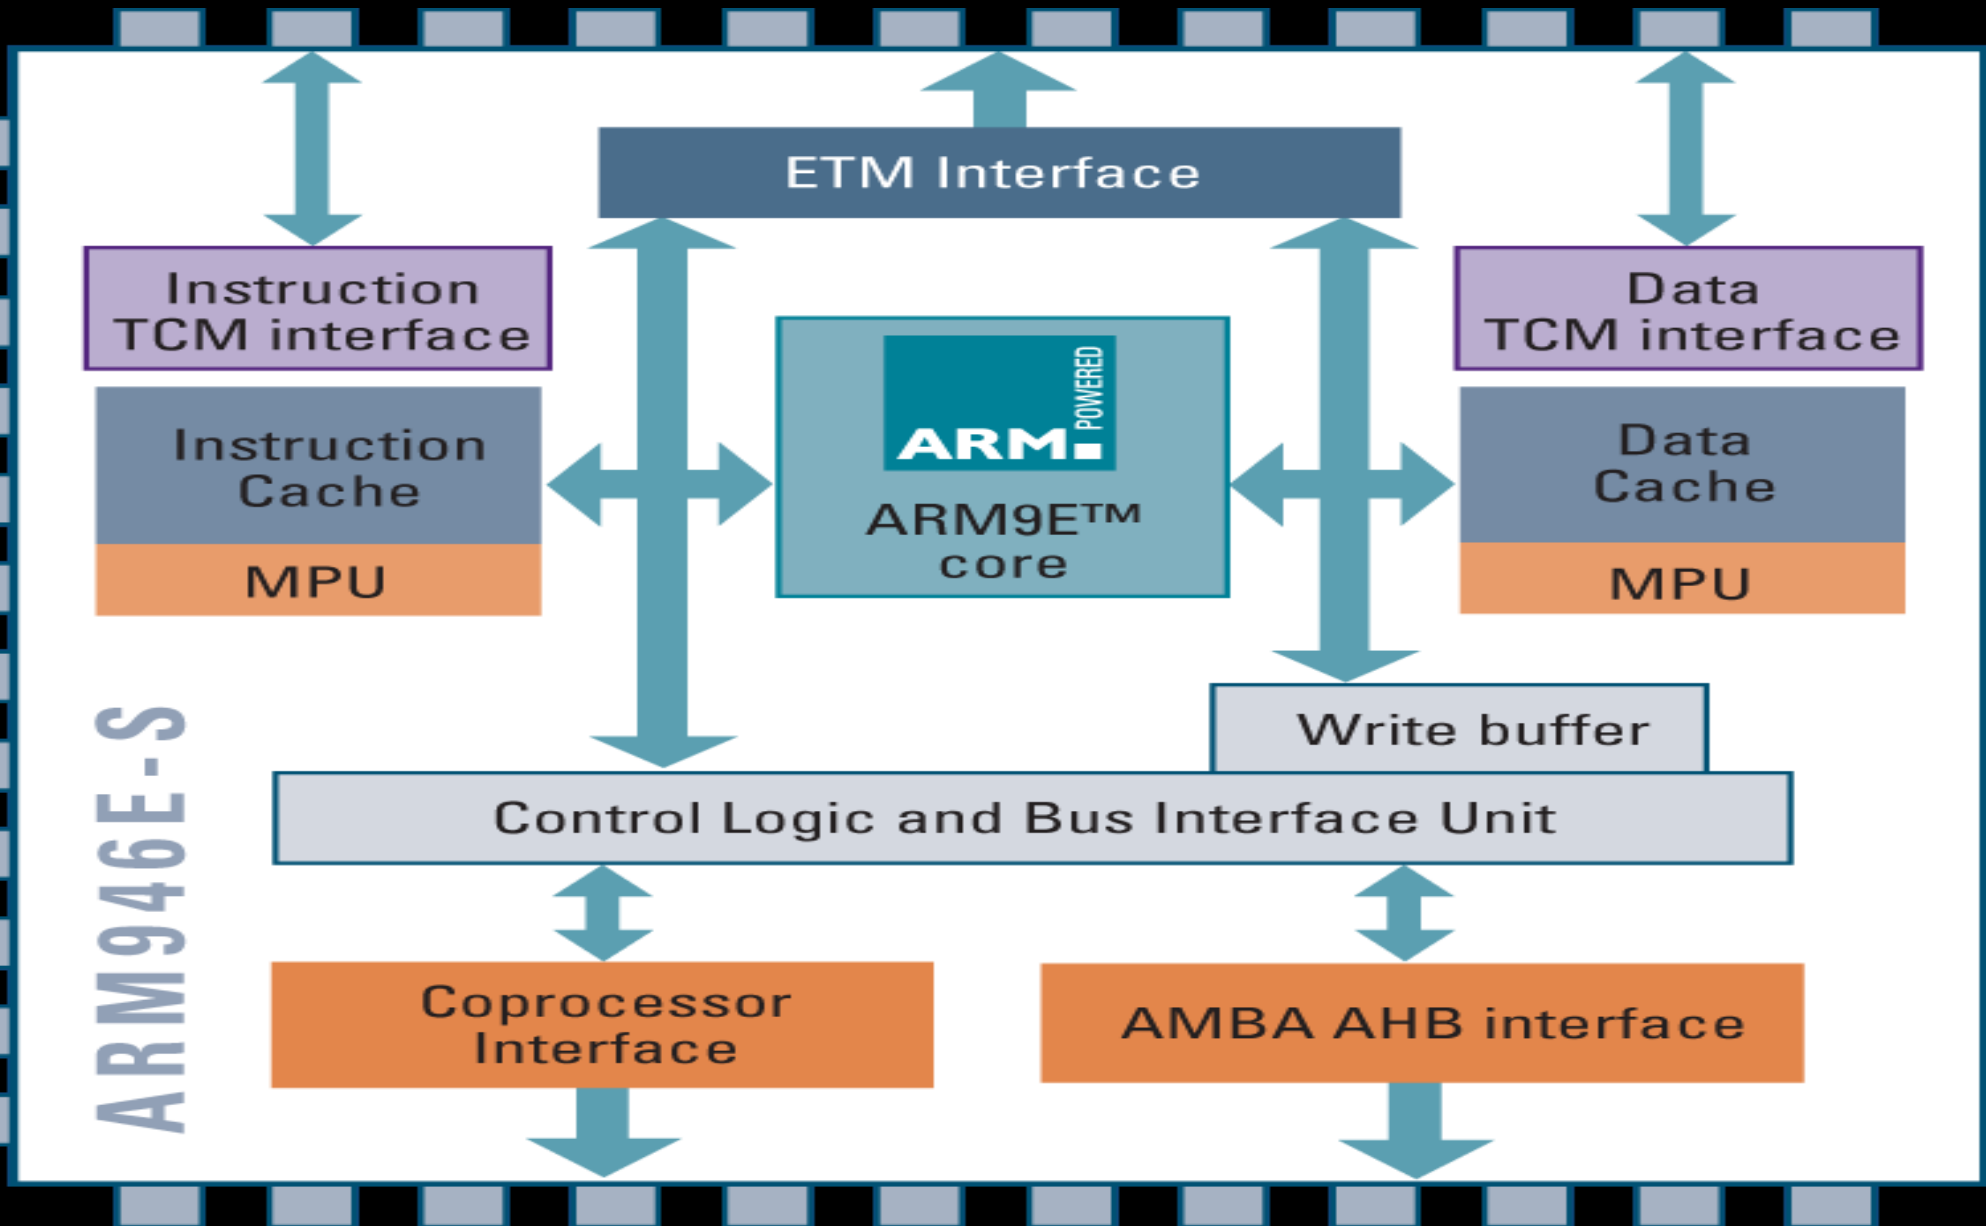 ETM Interface
Instruction
TCM interface
Data
TCM interface
Instruction
Cache
MPU
POWERED
ARM
ARM9E™
core
Data
Cache
MPU
Write buffer
Control Logic and Bus Interface Unit
Coprocessor
Interface
AMBA AHB interface
ARM946E-S